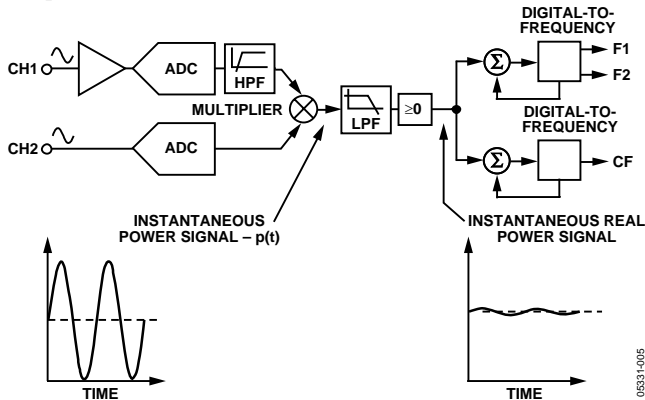 DIGITAL-TO-
FREQUENCY
F1
F2
CH1
ADC
HPF
Σ
MULTIPLIER
LPF
≥0
DIGITAL-TO-
FREQUENCY
CH2
ADC
Σ
CF
INSTANTANEOUS
POWER SIGNAL – p(t)
INSTANTANEOUS REAL
POWER SIGNAL
TIME
TIME
05331-005